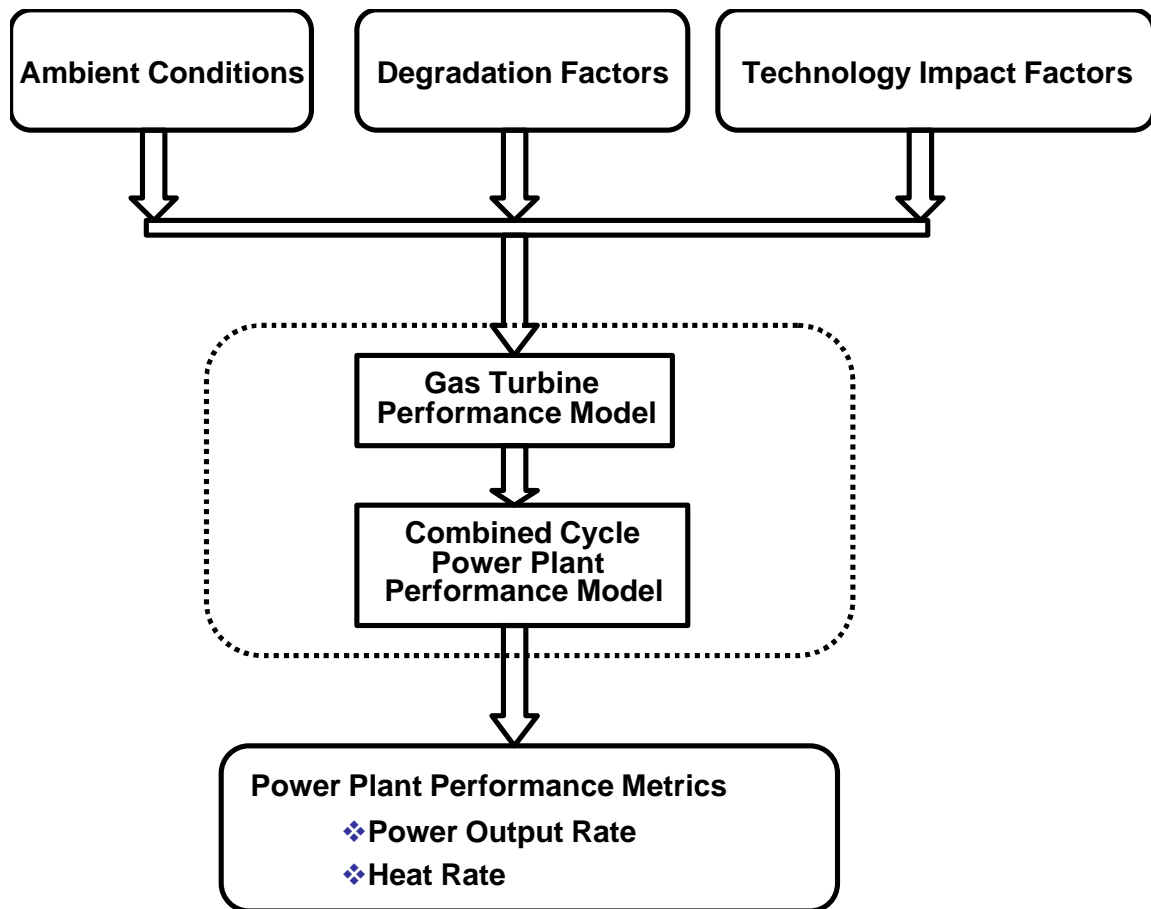 Ambient Conditions
Degradation Factors
Technology Impact Factors
Gas Turbine
Performance Model
Combined Cycle
Power Plant
Performance Model
Power Plant Performance Metrics
❖Power Output Rate
❖Heat Rate